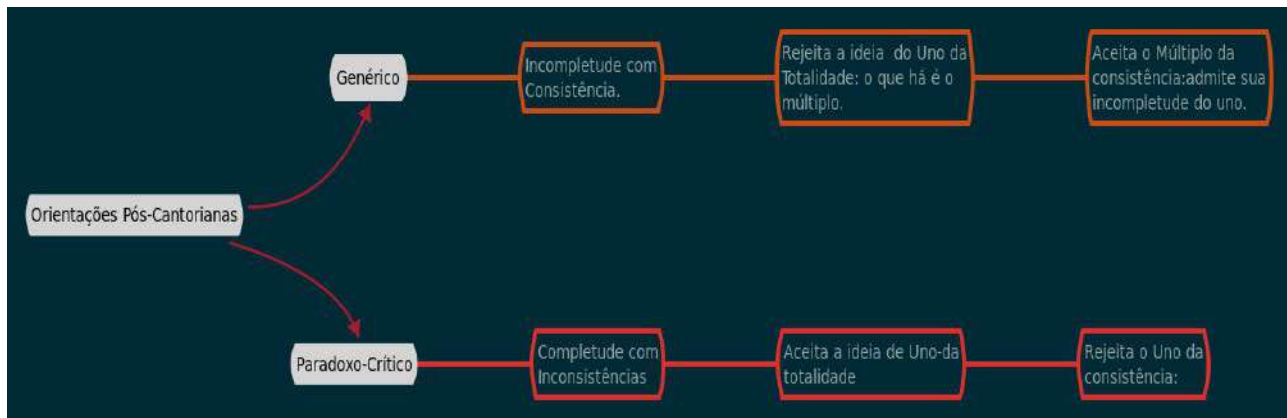 Genérico
Incompletude com
Consistência.
Rejeita a ideia do Uno da
Totalidade: o que há é o
múltiplo.
Aceita o Múltiplo da
consistência:admite sua
incompletude do uno.
Orientações Pós-Cantorianas
Paradoxo-Crítico
Completude com
Inconsistências
Aceita a ideia de Uno-da
totalidade
Rejeita o Uno da
consistência: